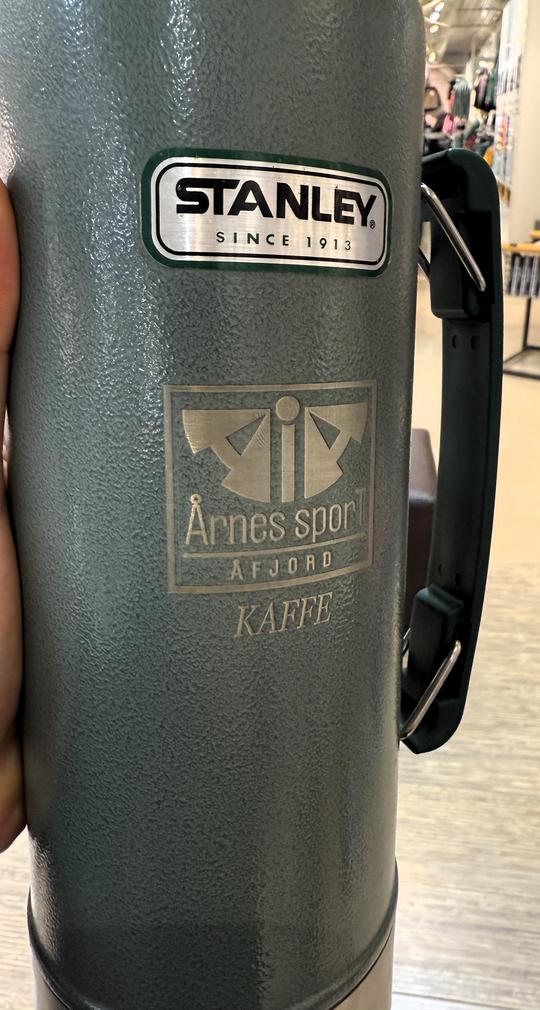 STANLEY®
SINCE 1913
Årnes sporT
ÅFJORD
KAFFE